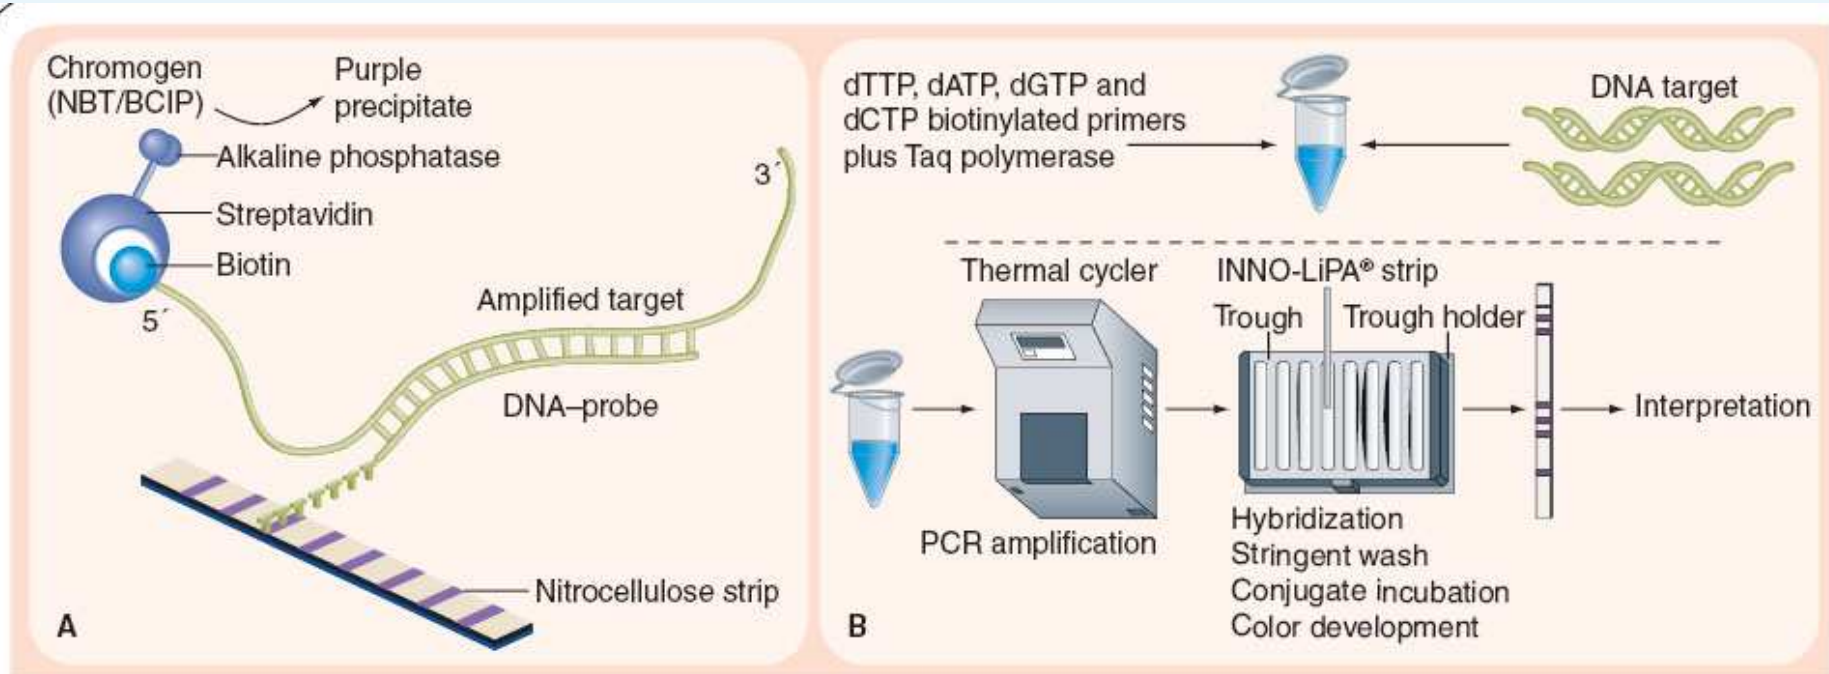 Chromogen
(NBT/BCIP)
Purple
precipitate
Alkaline phosphatase
Streptavidin
Biotin
5´
3´
Amplified target
DNA–probe
Nitrocellulose strip
A
dTTP, dATP, dGTP and
dCTP biotinylated primers
plus Taq polymerase
DNA target
Thermal cycler
INNO-LiPA® strip
Trough
Trough holder
Interpretation
PCR amplification
Hybridization
Stringent wash
Conjugate incubation
Color development
B